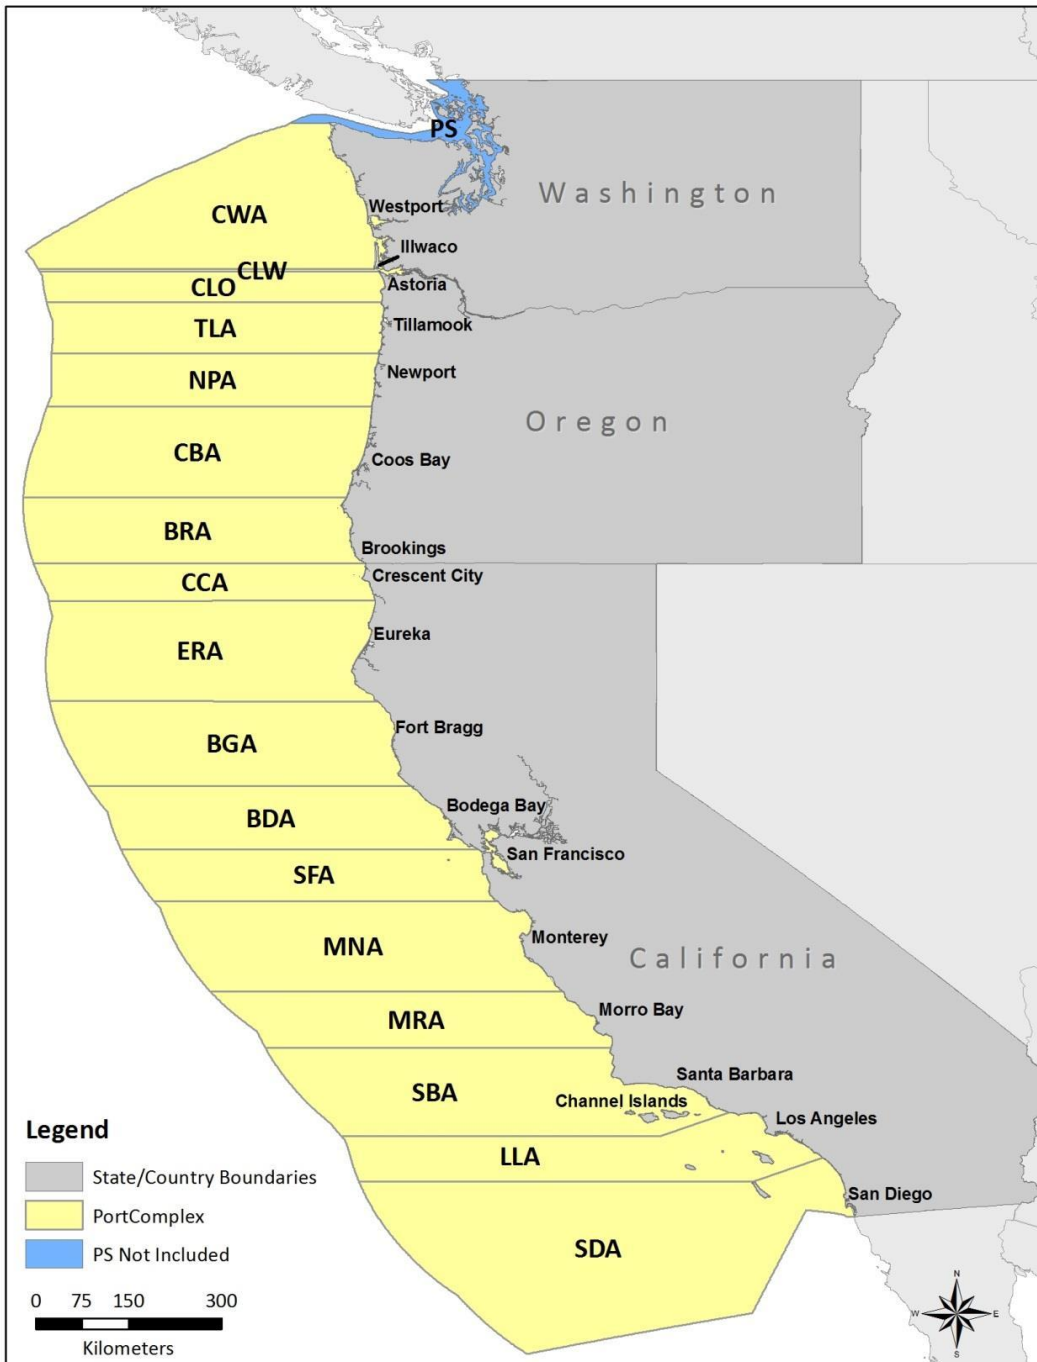 PS
Washington
CWA
Westport
Illwaco
CLW
CLO
Astoria
TLA
Tillamook
NPA
Newport
Oregon
CBA
Coos Bay
BRA
Brookings
CCA
Crescent City
ERA
Eureka
BGA
Fort Bragg
BDA
Bodega Bay
SFA
San Francisco
MNA
Monterey
California
MRA
Morro Bay
SBA
Santa Barbara
Channel Islands
Los Angeles
LLA
San Diego
SDA
Legend
State/Country Boundaries
PortComplex
PS Not Included
0 75 150 300
Kilometers
N
W E
S